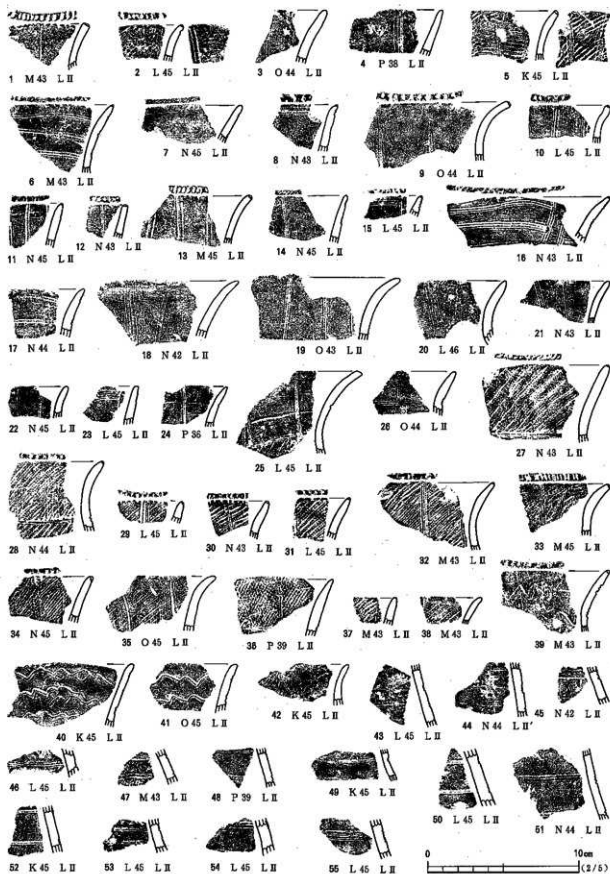 1 M43 LⅡ 2 L45 LⅡ 3 O44 LⅡ 4 P38 LⅡ 5 K45 LⅡ
6 M43 LⅡ 7 N45 LⅡ 8 N43 LⅡ 9 O44 LⅡ 10 L45 LⅡ
11 N45 LⅡ 12 N43 LⅡ 13 M45 LⅡ 14 N45 LⅡ 15 L45 LⅡ 16 N43 LⅡ
17 N44 LⅡ 18 N42 LⅡ 19 O43 LⅡ 20 L46 LⅡ 21 N43 LⅡ
22 N45 LⅡ 23 L45 LⅡ 24 P36 LⅡ 25 L45 LⅡ 26 O44 LⅡ 27 N43 LⅡ
28 N44 LⅡ 29 L45 LⅡ 30 N43 LⅡ 31 L45 LⅡ 32 M43 LⅡ 33 M45 LⅡ
34 N45 LⅡ 35 O45 LⅡ 36 P39 LⅡ 37 M43 LⅡ 38 M43 LⅡ 39 M43 LⅡ
40 K45 LⅡ 41 O45 LⅡ 42 K45 LⅡ 43 L45 LⅡ 44 N44 LⅡ' 45 N42 LⅡ
46 L45 LⅡ 47 M43 LⅡ 48 P39 LⅡ 49 K45 LⅡ 50 L45 LⅡ 51 N44 LⅡ
52 K45 LⅡ 53 L45 LⅡ 54 L45 LⅡ 55 L45 LⅡ
0 10cm
(2/5)